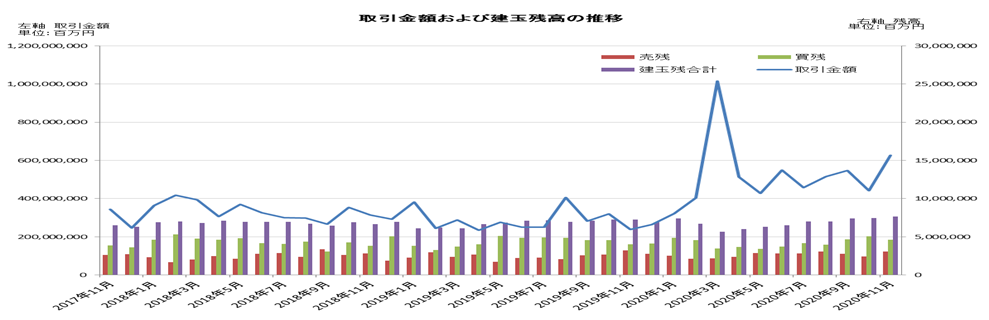 取引金額および建玉残高の推移
左軸 取引金額
単位：百万円
右軸 残高
単位：百万円
1,200,000,000
1,000,000,000
800,000,000
600,000,000
400,000,000
200,000,000
0
30,000,000
25,000,000
20,000,000
15,000,000
10,000,000
5,000,000
0
売残
買残
建玉残合計
取引金額
2017年11月
2018年1月
2018年3月
2018年5月
2018年7月
2018年9月
2018年11月
2019年1月
2019年3月
2019年5月
2019年7月
2019年9月
2019年11月
2020年1月
2020年3月
2020年5月
2020年7月
2020年9月
2020年11月